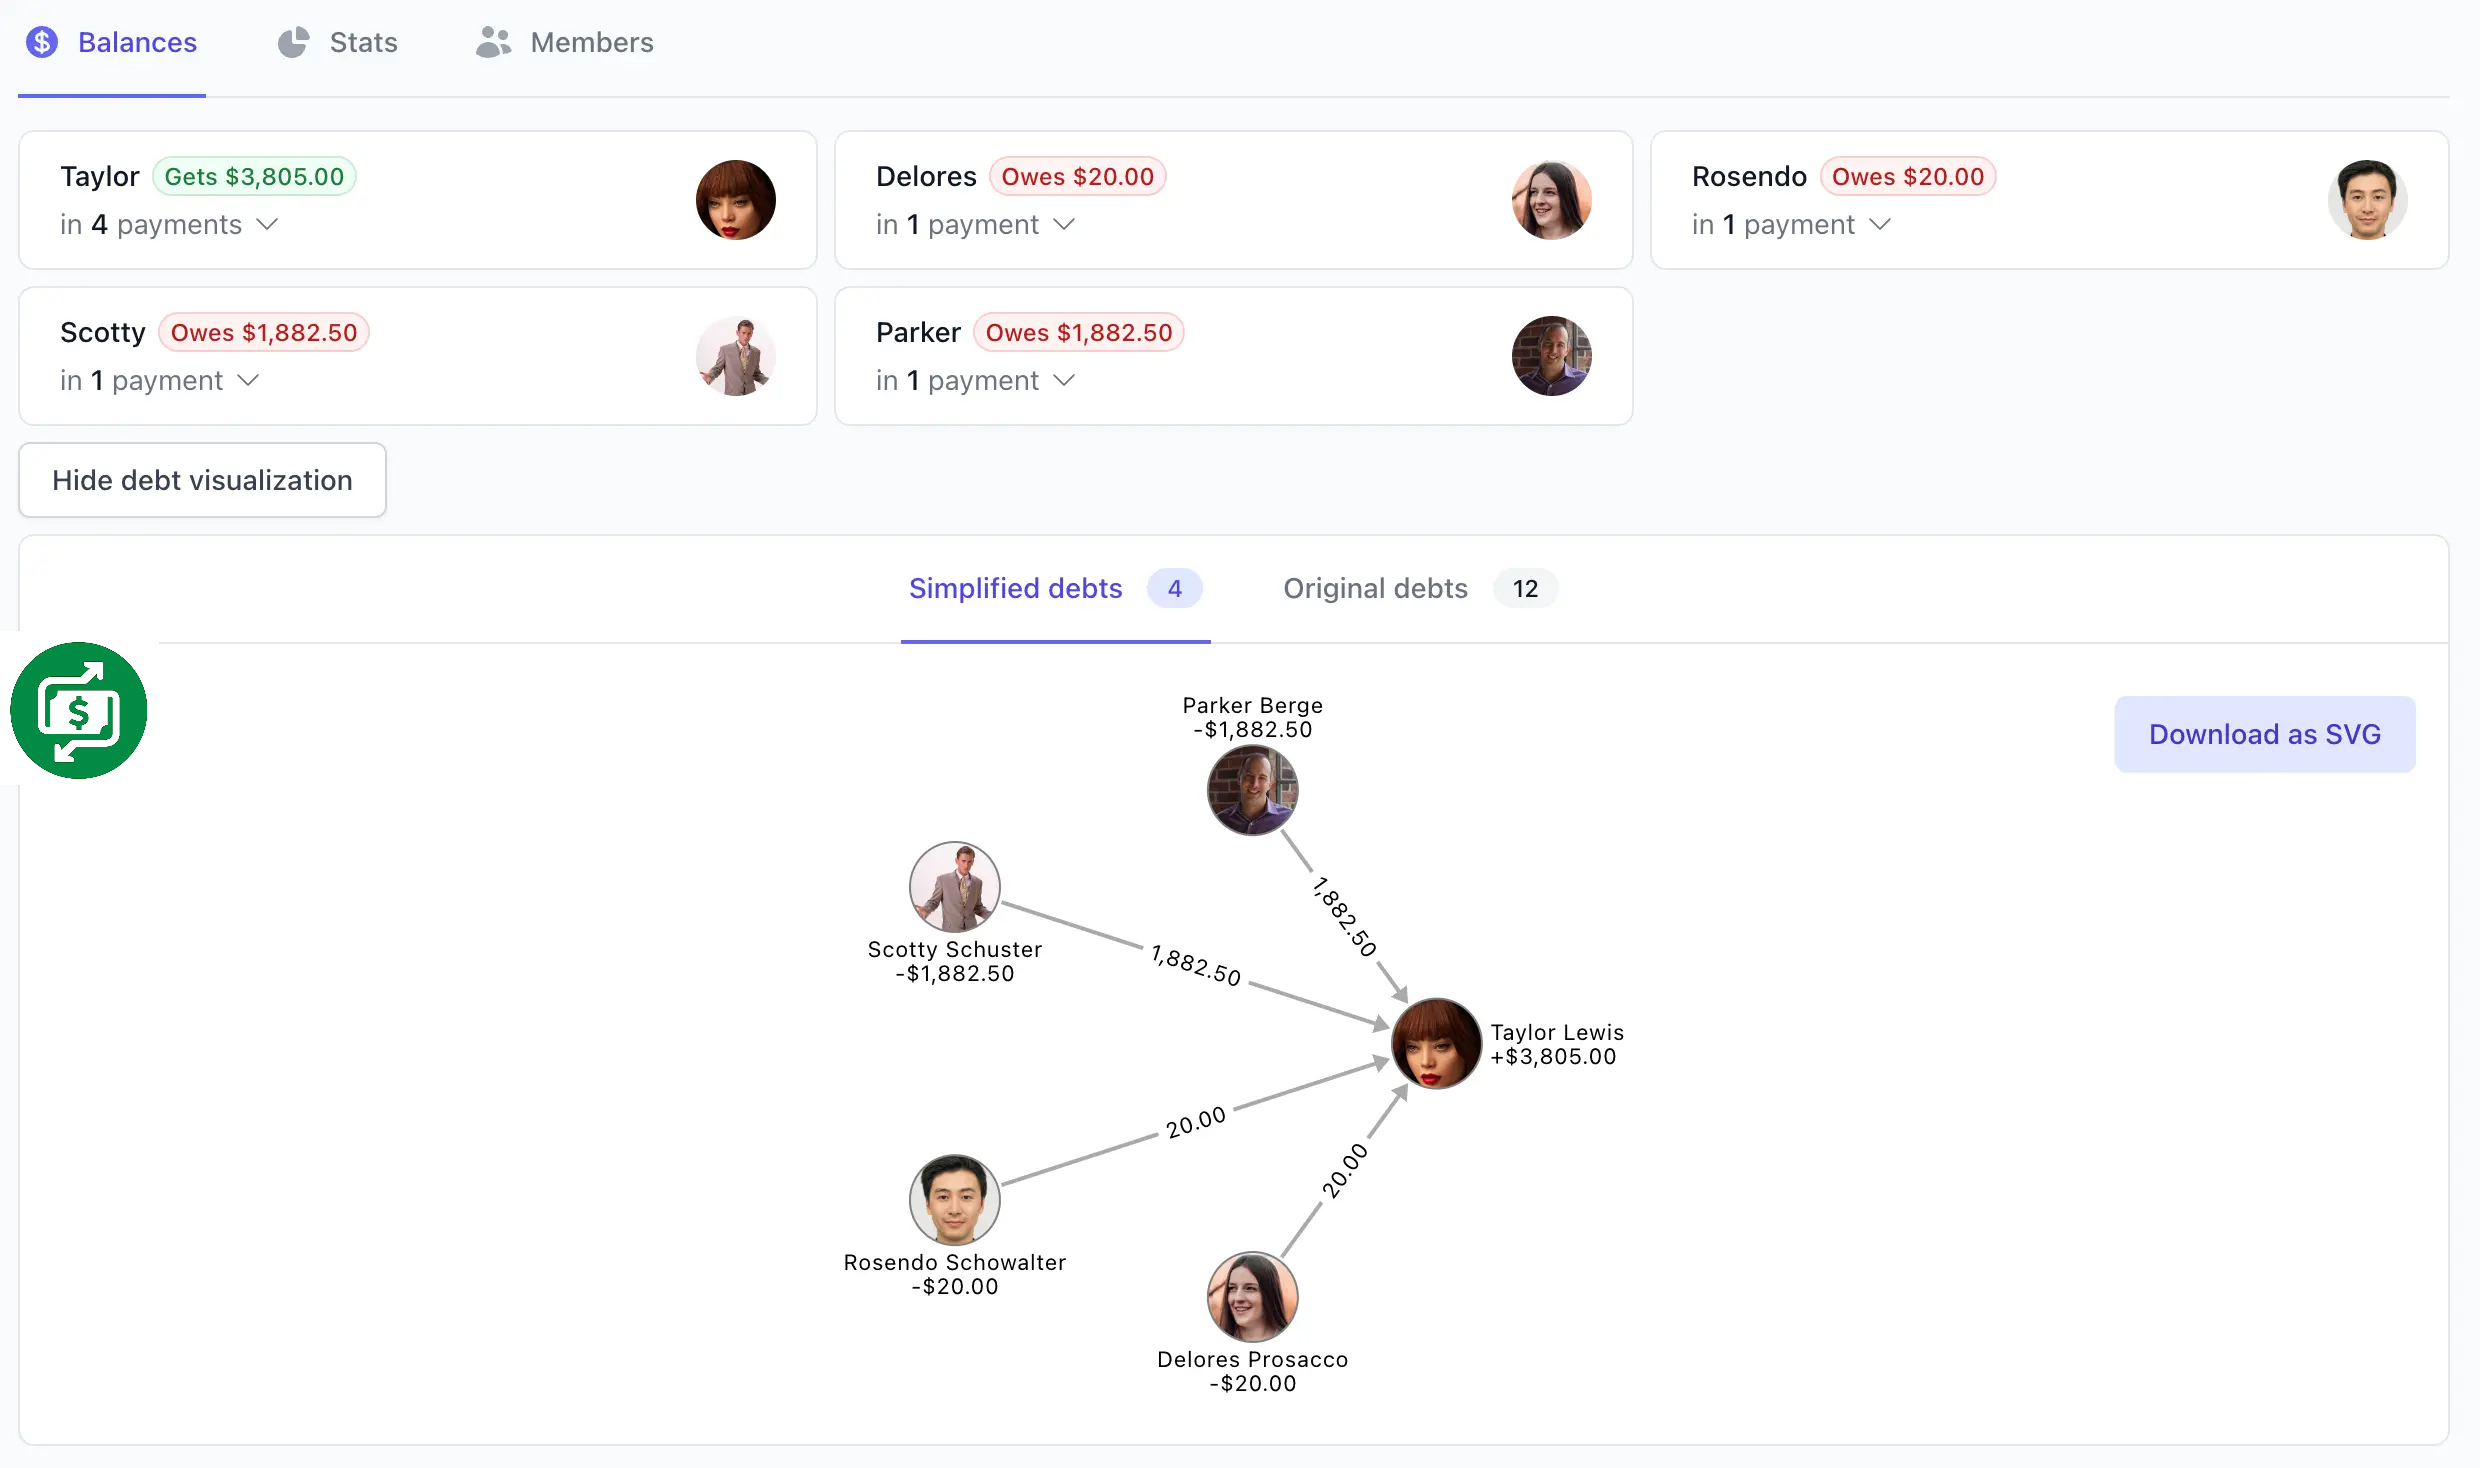 Balances
Stats
Members
Taylor Gets $3,805.00
in 4 payments
Delores Owes $20.00
in 1 payment
Rosendo Owes $20.00
in 1 payment
Scotty Owes $1,882.50
in 1 payment
Parker Owes $1,882.50
in 1 payment
Hide debt visualization
Simplified debts 4
Original debts 12
$
Download as SVG
Parker Berge
-$1,882.50
1,882.50
Scotty Schuster
-$1,882.50
1,882.50
Taylor Lewis
+$3,805.00
20.00
Rosendo Schowalter
-$20.00
20.00
Delores Prosacco
-$20.00